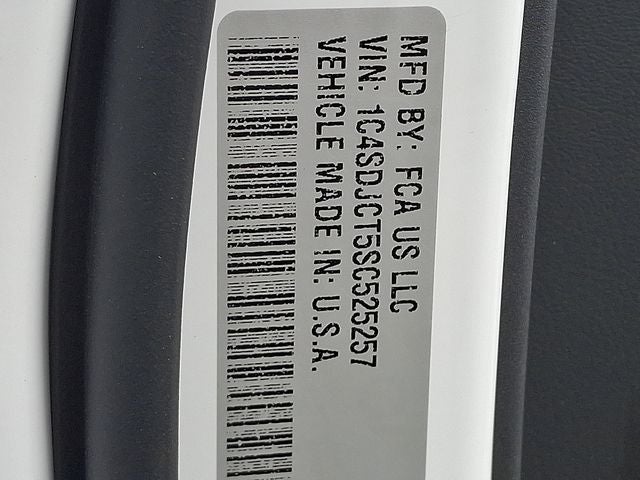 MFD BY: FCA US LLC
VIN: 1C4SDJCT5SC525257
VEHICLE MADE IN: U.S.A.